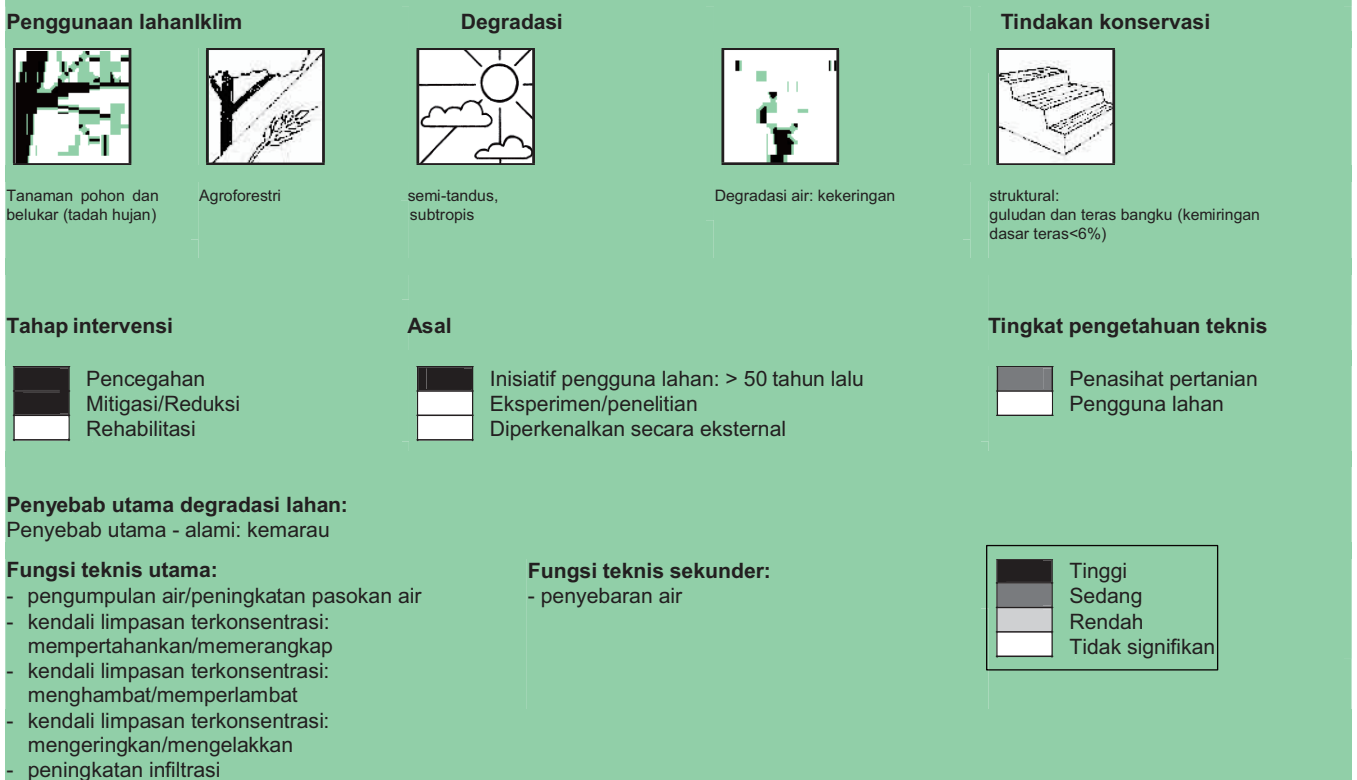 Penggunaan lahanIklim
Degradasi
Tindakan konservasi
Tanaman pohon dan
belukar (tadah hujan)
Agroforestri
semi-tandus,
subtropis
Degradasi air: kekeringan
struktural:
guludan dan teras bangku (kemiringan
dasar teras<6%)
Tahap intervensi
Pencegahan
Mitigasi/Reduksi
Rehabilitasi
Asal
Inisiatif pengguna lahan: > 50 tahun lalu
Eksperimen/penelitian
Diperkenalkan secara eksternal
Tingkat pengetahuan teknis
Penasihat pertanian
Pengguna lahan
Penyebab utama degradasi lahan:
Penyebab utama - alami: kemarau
Fungsi teknis utama:
- pengumpulan air/peningkatan pasokan air
- kendali limpasan terkonsentrasi:
mempertahankan/memerangkap
- kendali limpasan terkonsentrasi:
menghambat/memperlambat
- kendali limpasan terkonsentrasi:
mengeringkan/mengelakkan
- peningkatan infiltrasi
Fungsi teknis sekunder:
- penyebaran air
Tinggi
Sedang
Rendah
Tidak signifikan